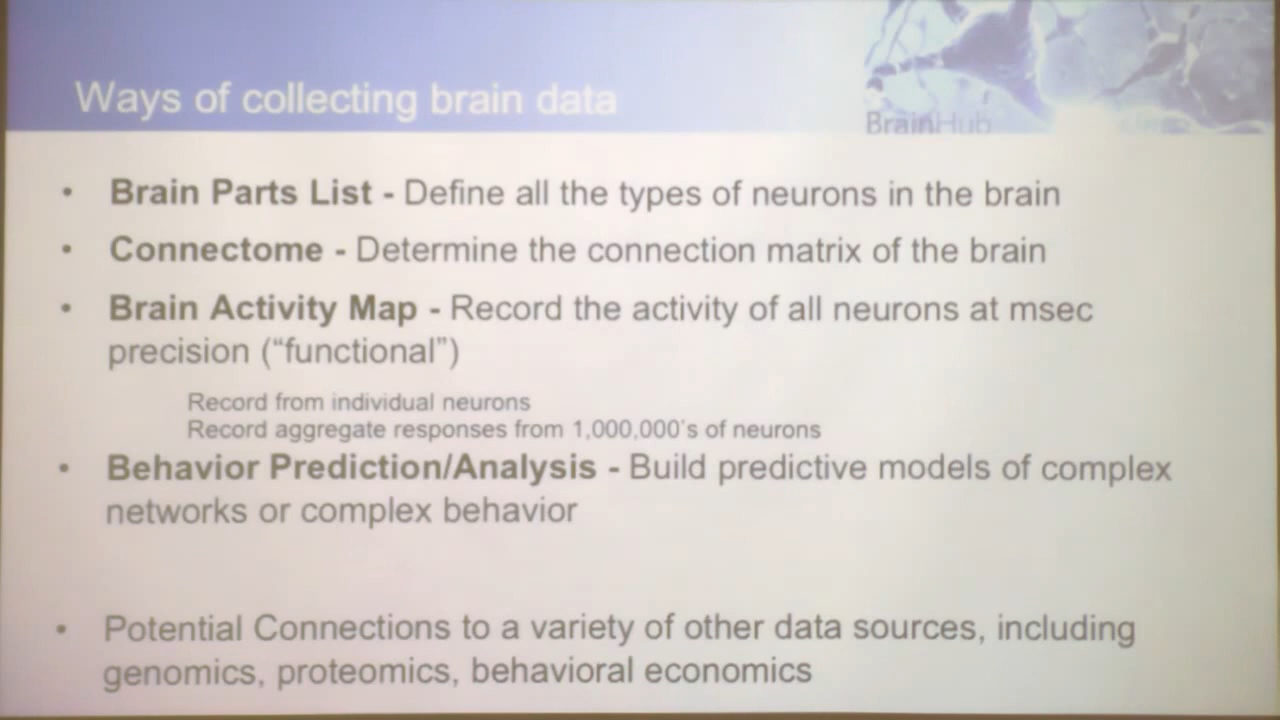 Ways of collecting brain data
BrainHub
• Brain Parts List - Define all the types of neurons in the brain
• Connectome - Determine the connection matrix of the brain
• Brain Activity Map - Record the activity of all neurons at msec
precision (“functional”)
Record from individual neurons
Record aggregate responses from 1,000,000's of neurons
• Behavior Prediction/Analysis - Build predictive models of complex
networks or complex behavior
• Potential Connections to a variety of other data sources, including
genomics, proteomics, behavioral economics